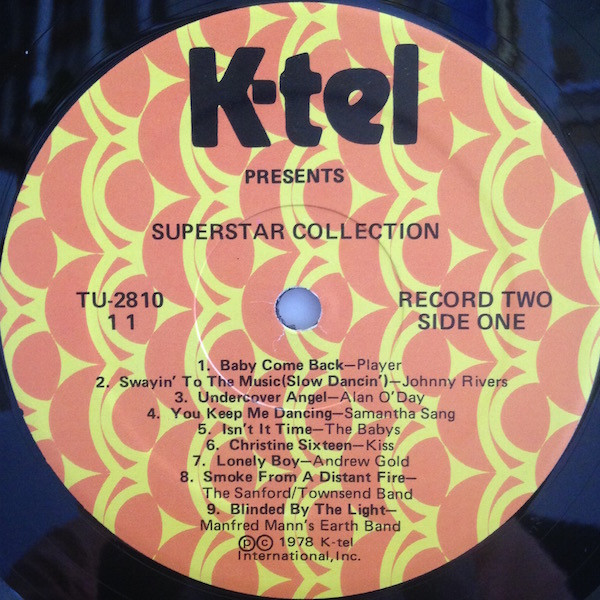 K-tel
PRESENTS
SUPERSTAR COLLECTION
TU-2810
1 1
RECORD TWO
SIDE ONE
1. Baby Come Back—Player
2. Swayin' To The Music(Slow Dancin')—Johnny Rivers
3. Undercover Angel—Alan O'Day
4. You Keep Me Dancing—Samantha Sang
5. Isn't It Time—The Babys
6. Christine Sixteen—Kiss
7. Lonely Boy—Andrew Gold
8. Smoke From A Distant Fire—
The Sanford/Townsend Band
9. Blinded By The Light—
Manfred Mann's Earth Band
ⓟⓒ 1978 K-tel
International, Inc.